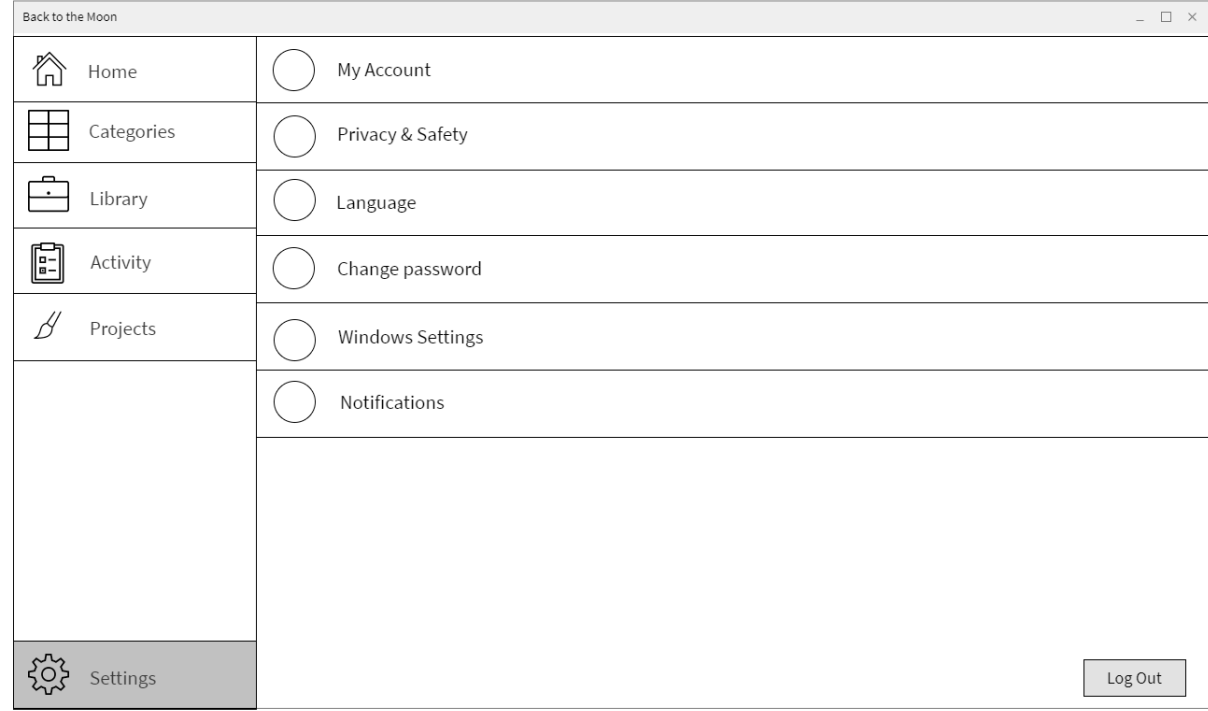 Back to the Moon
Home
Categories
Library
Activity
Projects
Settings
My Account
Privacy & Safety
Language
Change password
Windows Settings
Notifications
Log Out